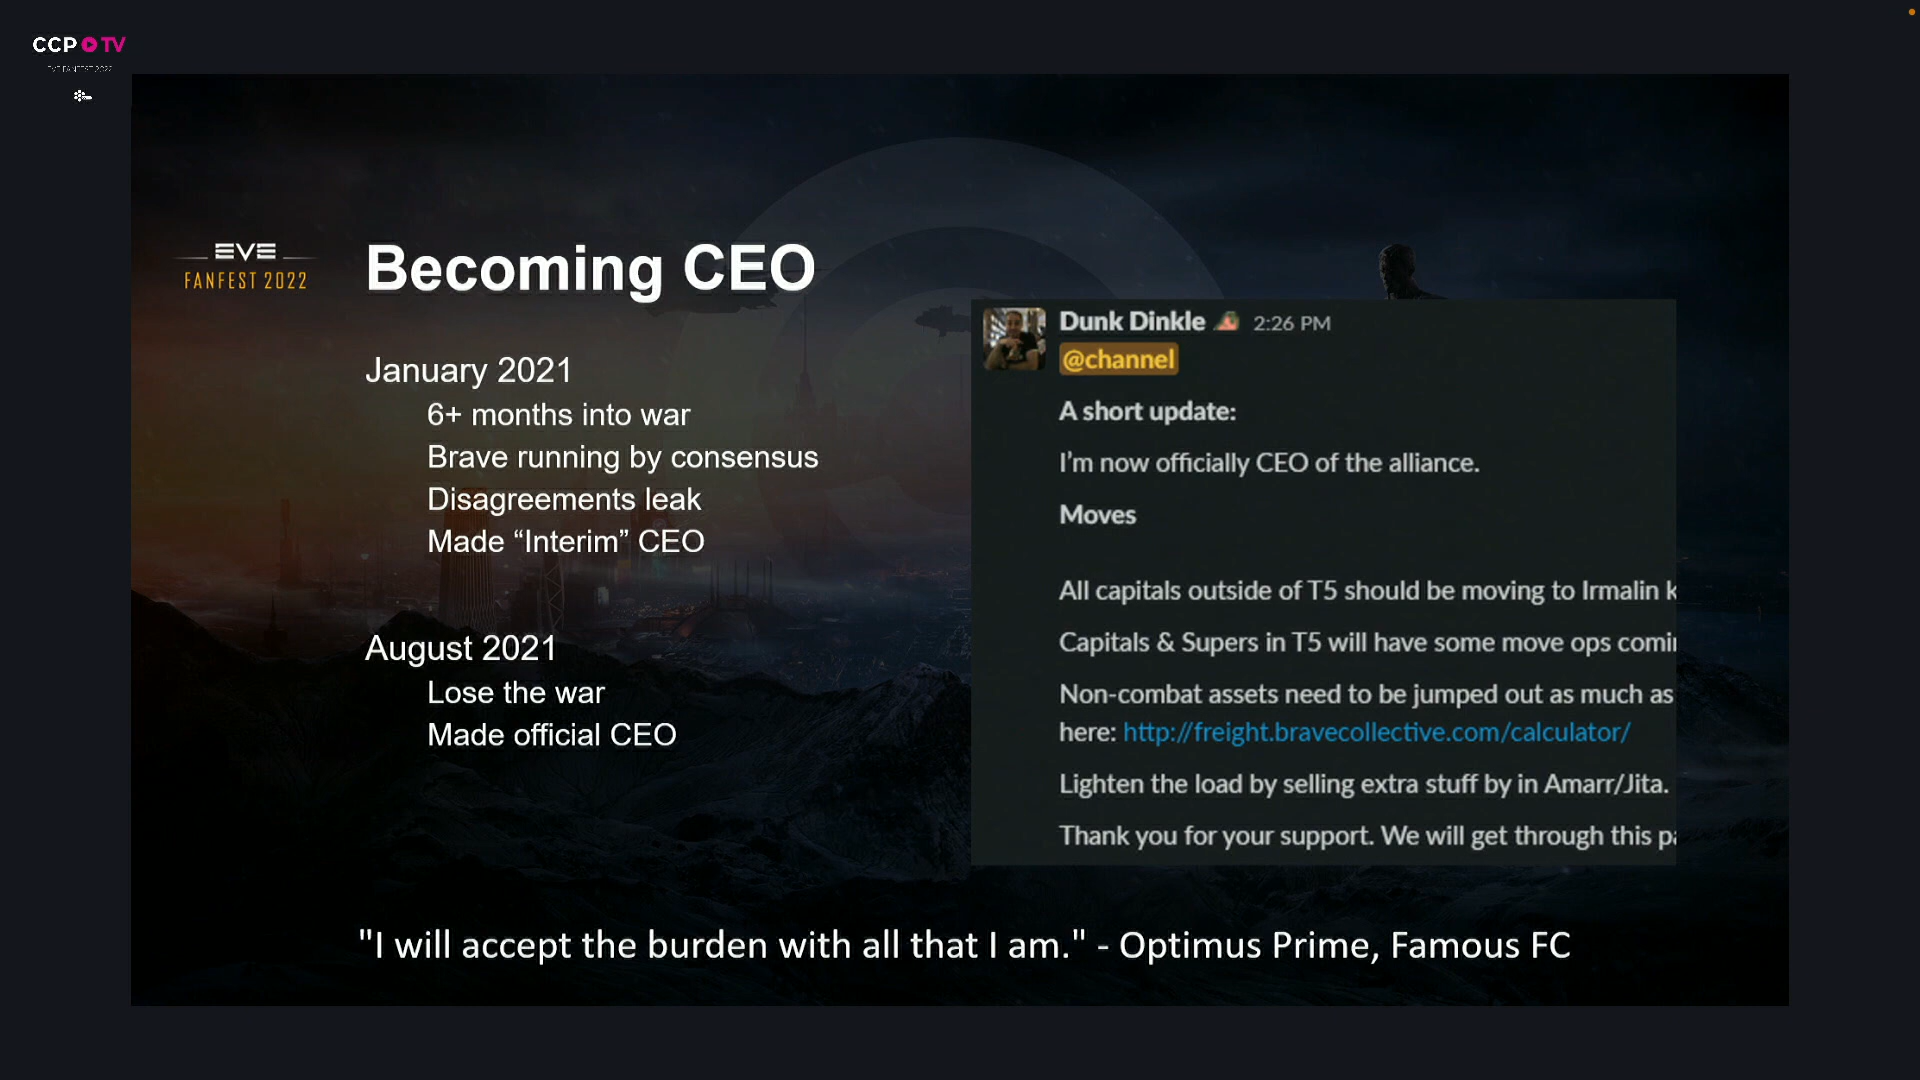 CCP TV
EVE FANFEST 2022
EVE
FANFEST 2022
Becoming CEO
January 2021
6+ months into war
Brave running by consensus
Disagreements leak
Made “Interim” CEO
August 2021
Lose the war
Made official CEO
Dunk Dinkle 2:26 PM
@channel
A short update:
I’m now officially CEO of the alliance.
Moves
All capitals outside of T5 should be moving to Irmalin k
Capitals & Supers in T5 will have some move ops comi
Non-combat assets need to be jumped out as much as
here: http://freight.bravecollective.com/calculator/
Lighten the load by selling extra stuff by in Amarr/Jita.
Thank you for your support. We will get through this pa
"I will accept the burden with all that I am." - Optimus Prime, Famous FC